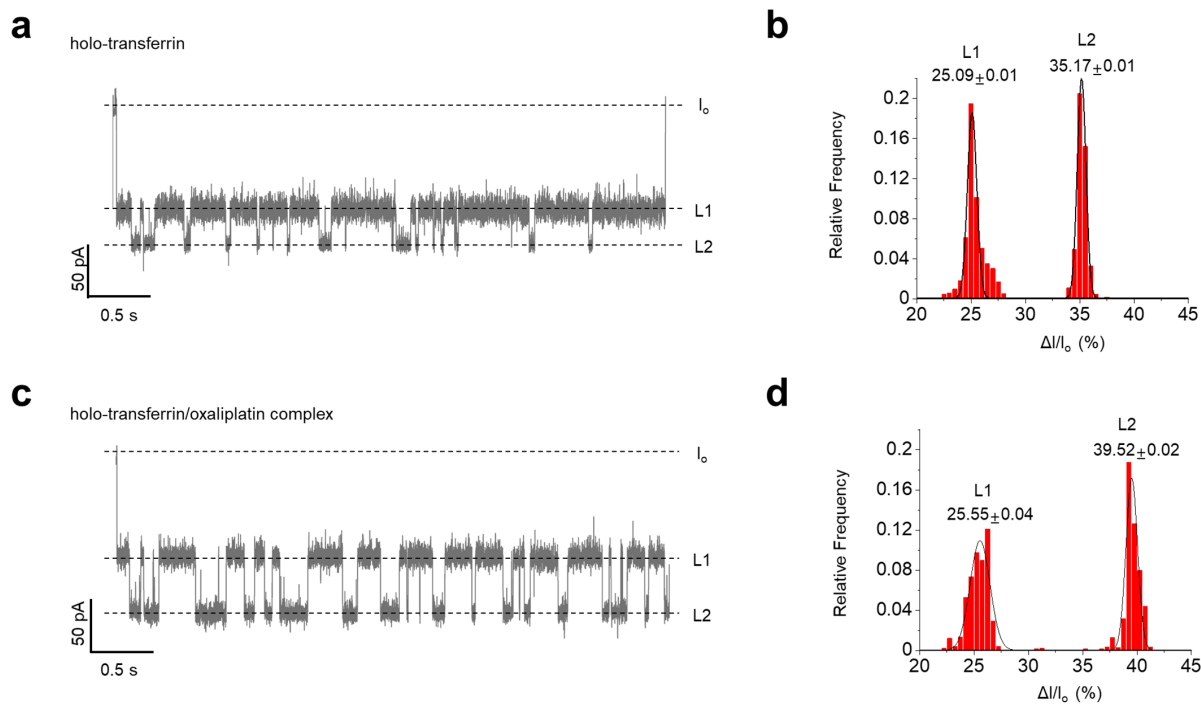 a
holo-transferrin
Iₒ
L1
L2
50 pA
0.5 s
b
L1
25.09±0.01
L2
35.17±0.01
Relative Frequency
0.2
0.16
0.12
0.08
0.04
0
20
25
30
35
40
45
ΔI/Iₒ (%)
c
holo-transferrin/oxaliplatin complex
Iₒ
L1
L2
50 pA
0.5 s
d
L1
25.55±0.04
L2
39.52±0.02
Relative Frequency
0.2
0.16
0.12
0.08
0.04
0
20
25
30
35
40
45
ΔI/Iₒ (%)